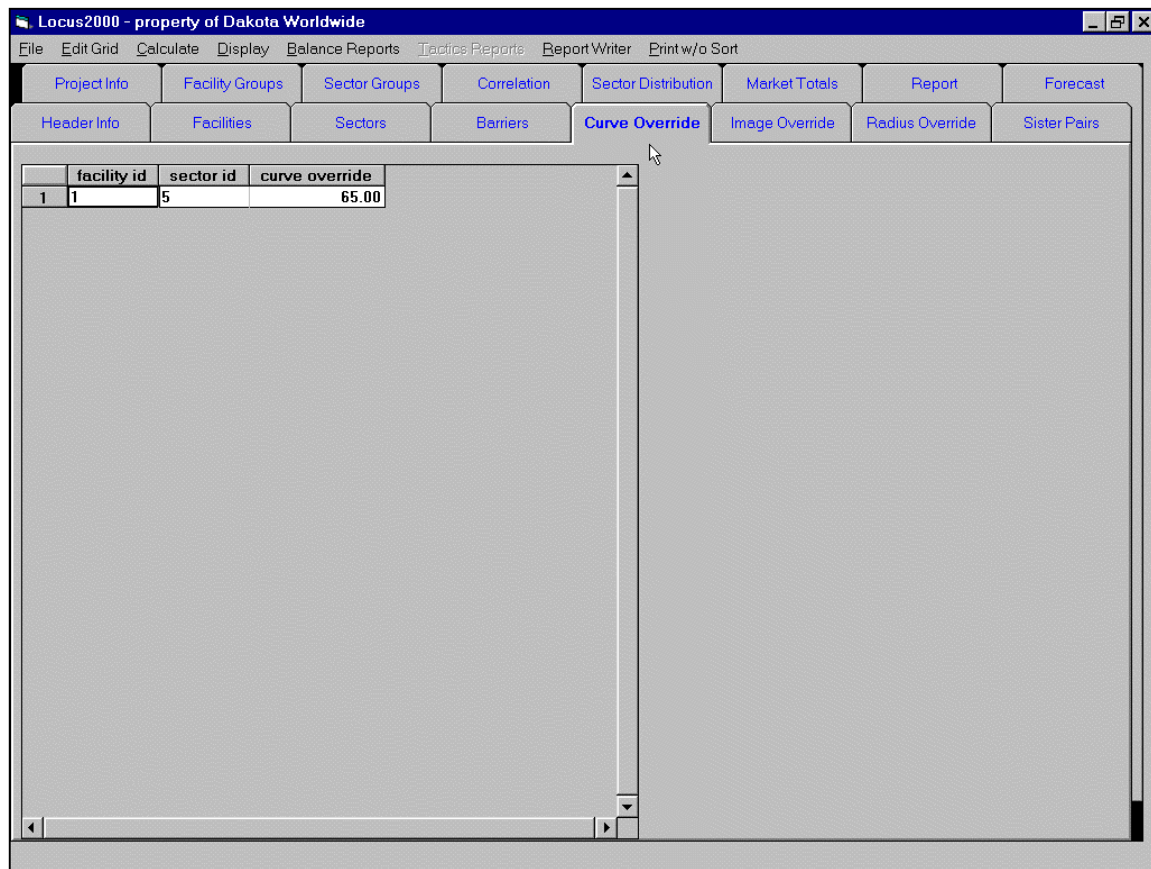 Locus2000 - property of Dakota Worldwide
File Edit Grid Calculate Display Balance Reports Tactics Reports Report Writer Print w/o Sort
Project Info Facility Groups Sector Groups Correlation Sector Distribution Market Totals Report Forecast
Header Info Facilities Sectors Barriers Curve Override Image Override Radius Override Sister Pairs
facility id sector id curve override
1 1 5 65.00